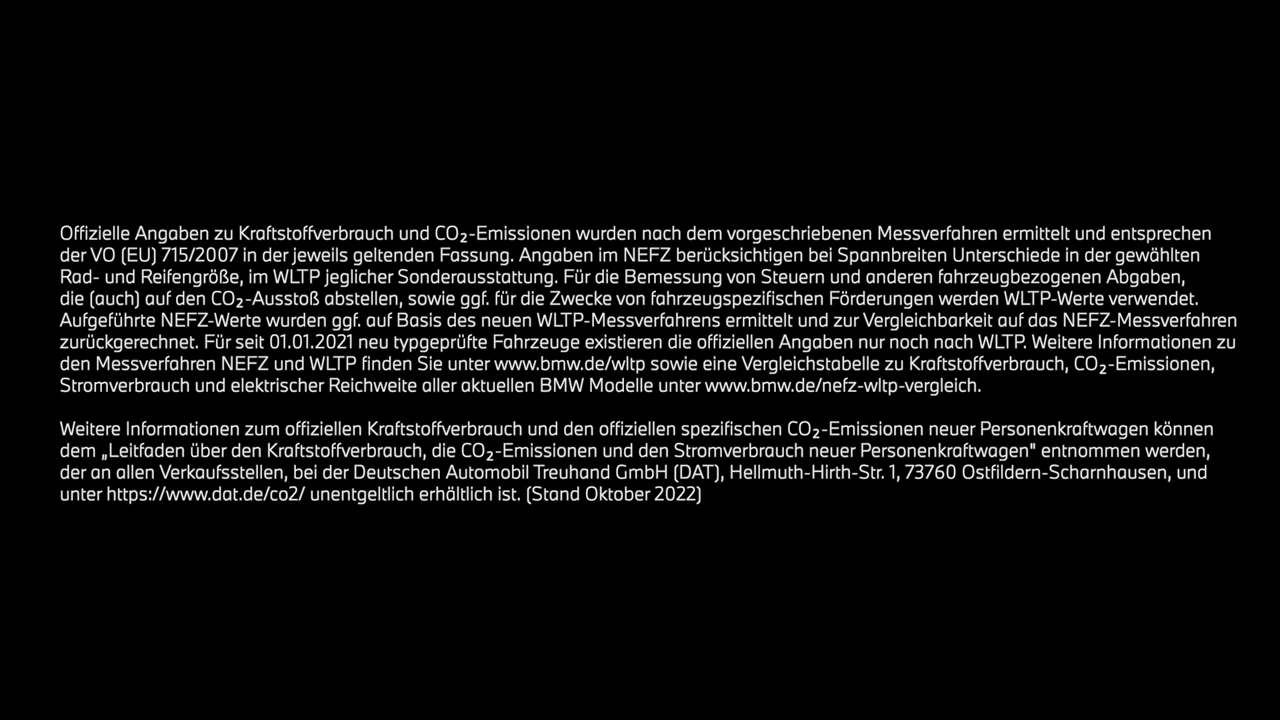 Offizielle Angaben zu Kraftstoffverbrauch und CO₂-Emissionen wurden nach dem vorgeschriebenen Messverfahren ermittelt und entsprechen
der VO (EU) 715/2007 in der jeweils geltenden Fassung. Angaben im NEFZ berücksichtigen bei Spannbreiten Unterschiede in der gewählten
Rad- und Reifengröße, im WLTP jeglicher Sonderausstattung. Für die Bemessung von Steuern und anderen fahrzeugbezogenen Abgaben,
die (auch) auf den CO₂-Ausstoß abstellen, sowie ggf. für die Zwecke von fahrzeugspezifischen Förderungen werden WLTP-Werte verwendet.
Aufgeführte NEFZ-Werte wurden ggf. auf Basis des neuen WLTP-Messverfahrens ermittelt und zur Vergleichbarkeit auf das NEFZ-Messverfahren
zurückgerechnet. Für seit 01.01.2021 neu typgeprüfte Fahrzeuge existieren die offiziellen Angaben nur noch nach WLTP. Weitere Informationen zu
den Messverfahren NEFZ und WLTP finden Sie unter www.bmw.de/wltp sowie eine Vergleichstabelle zu Kraftstoffverbrauch, CO₂-Emissionen,
Stromverbrauch und elektrischer Reichweite aller aktuellen BMW Modelle unter www.bmw.de/nefz-wltp-vergleich.
Weitere Informationen zum offiziellen Kraftstoffverbrauch und den offiziellen spezifischen CO₂-Emissionen neuer Personenkraftwagen können
dem „Leitfaden über den Kraftstoffverbrauch, die CO₂-Emissionen und den Stromverbrauch neuer Personenkraftwagen" entnommen werden,
der an allen Verkaufsstellen, bei der Deutschen Automobil Treuhand GmbH (DAT), Hellmuth-Hirth-Str. 1, 73760 Ostfildern-Scharnhausen, und
unter https://www.dat.de/co2/ unentgeltlich erhältlich ist. (Stand Oktober 2022)